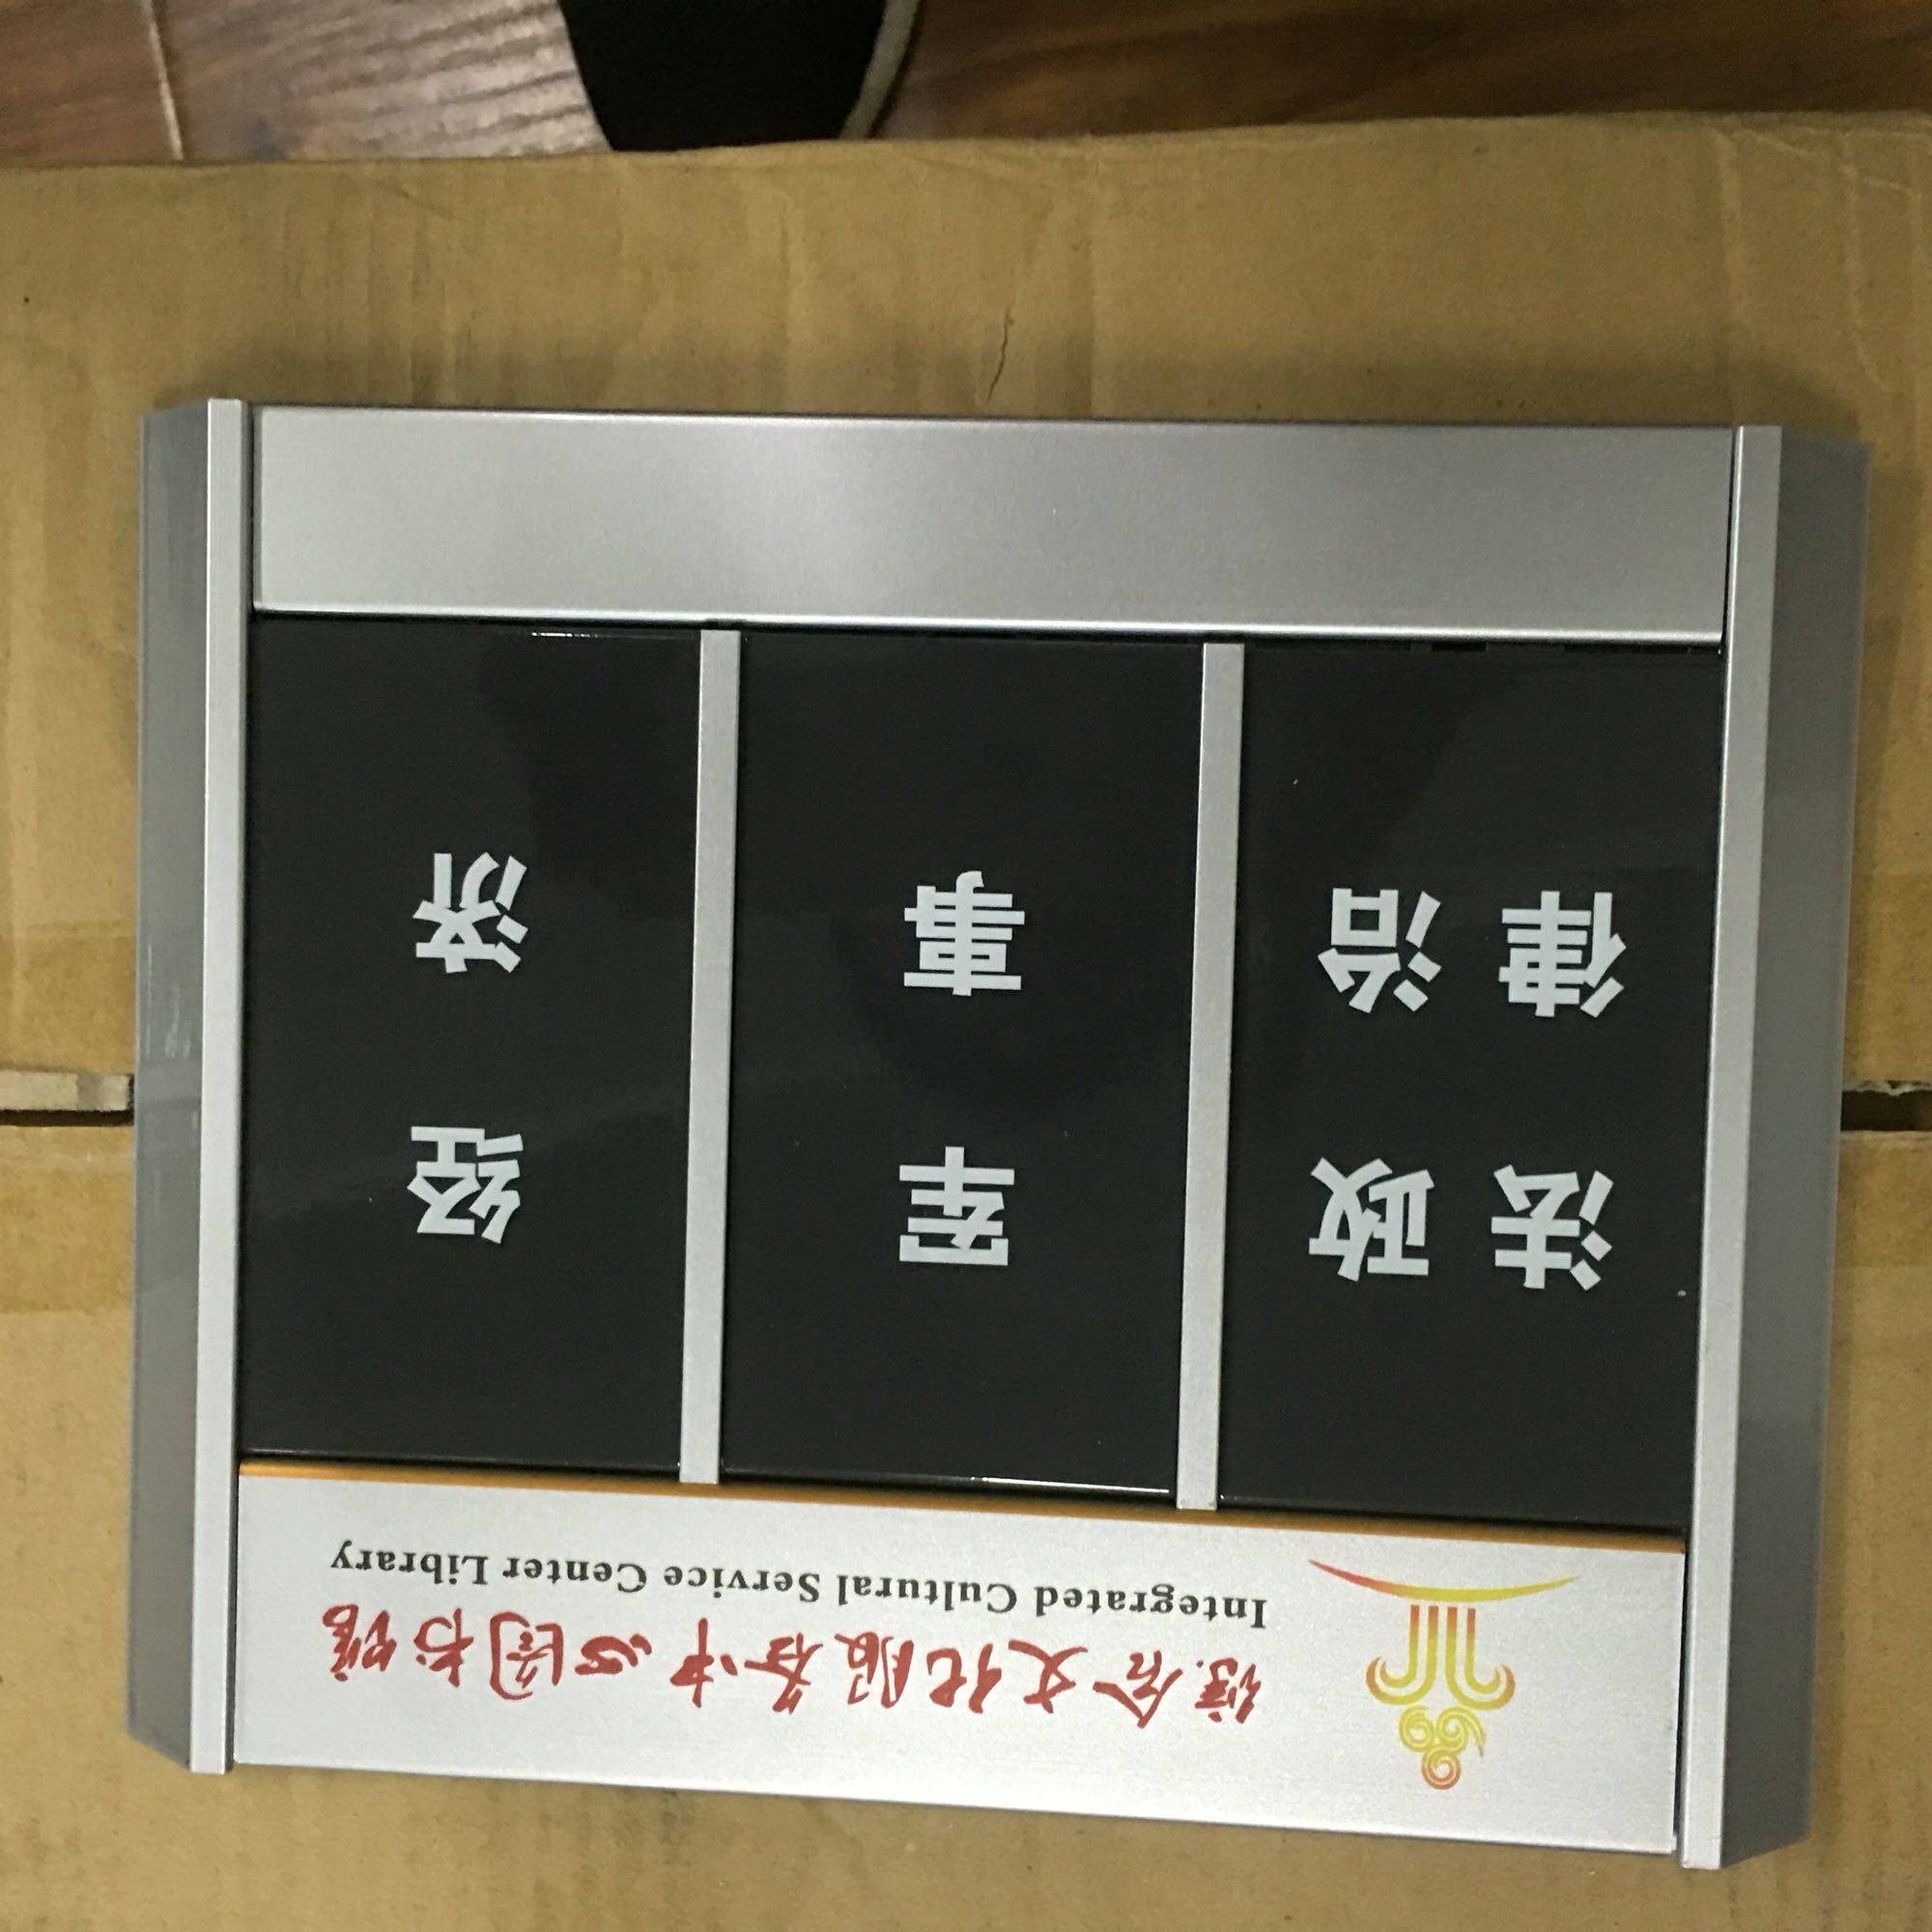 综合文化服务中心图书馆
Integrated Cultural Service Center Library
法律
政治
军事
经济